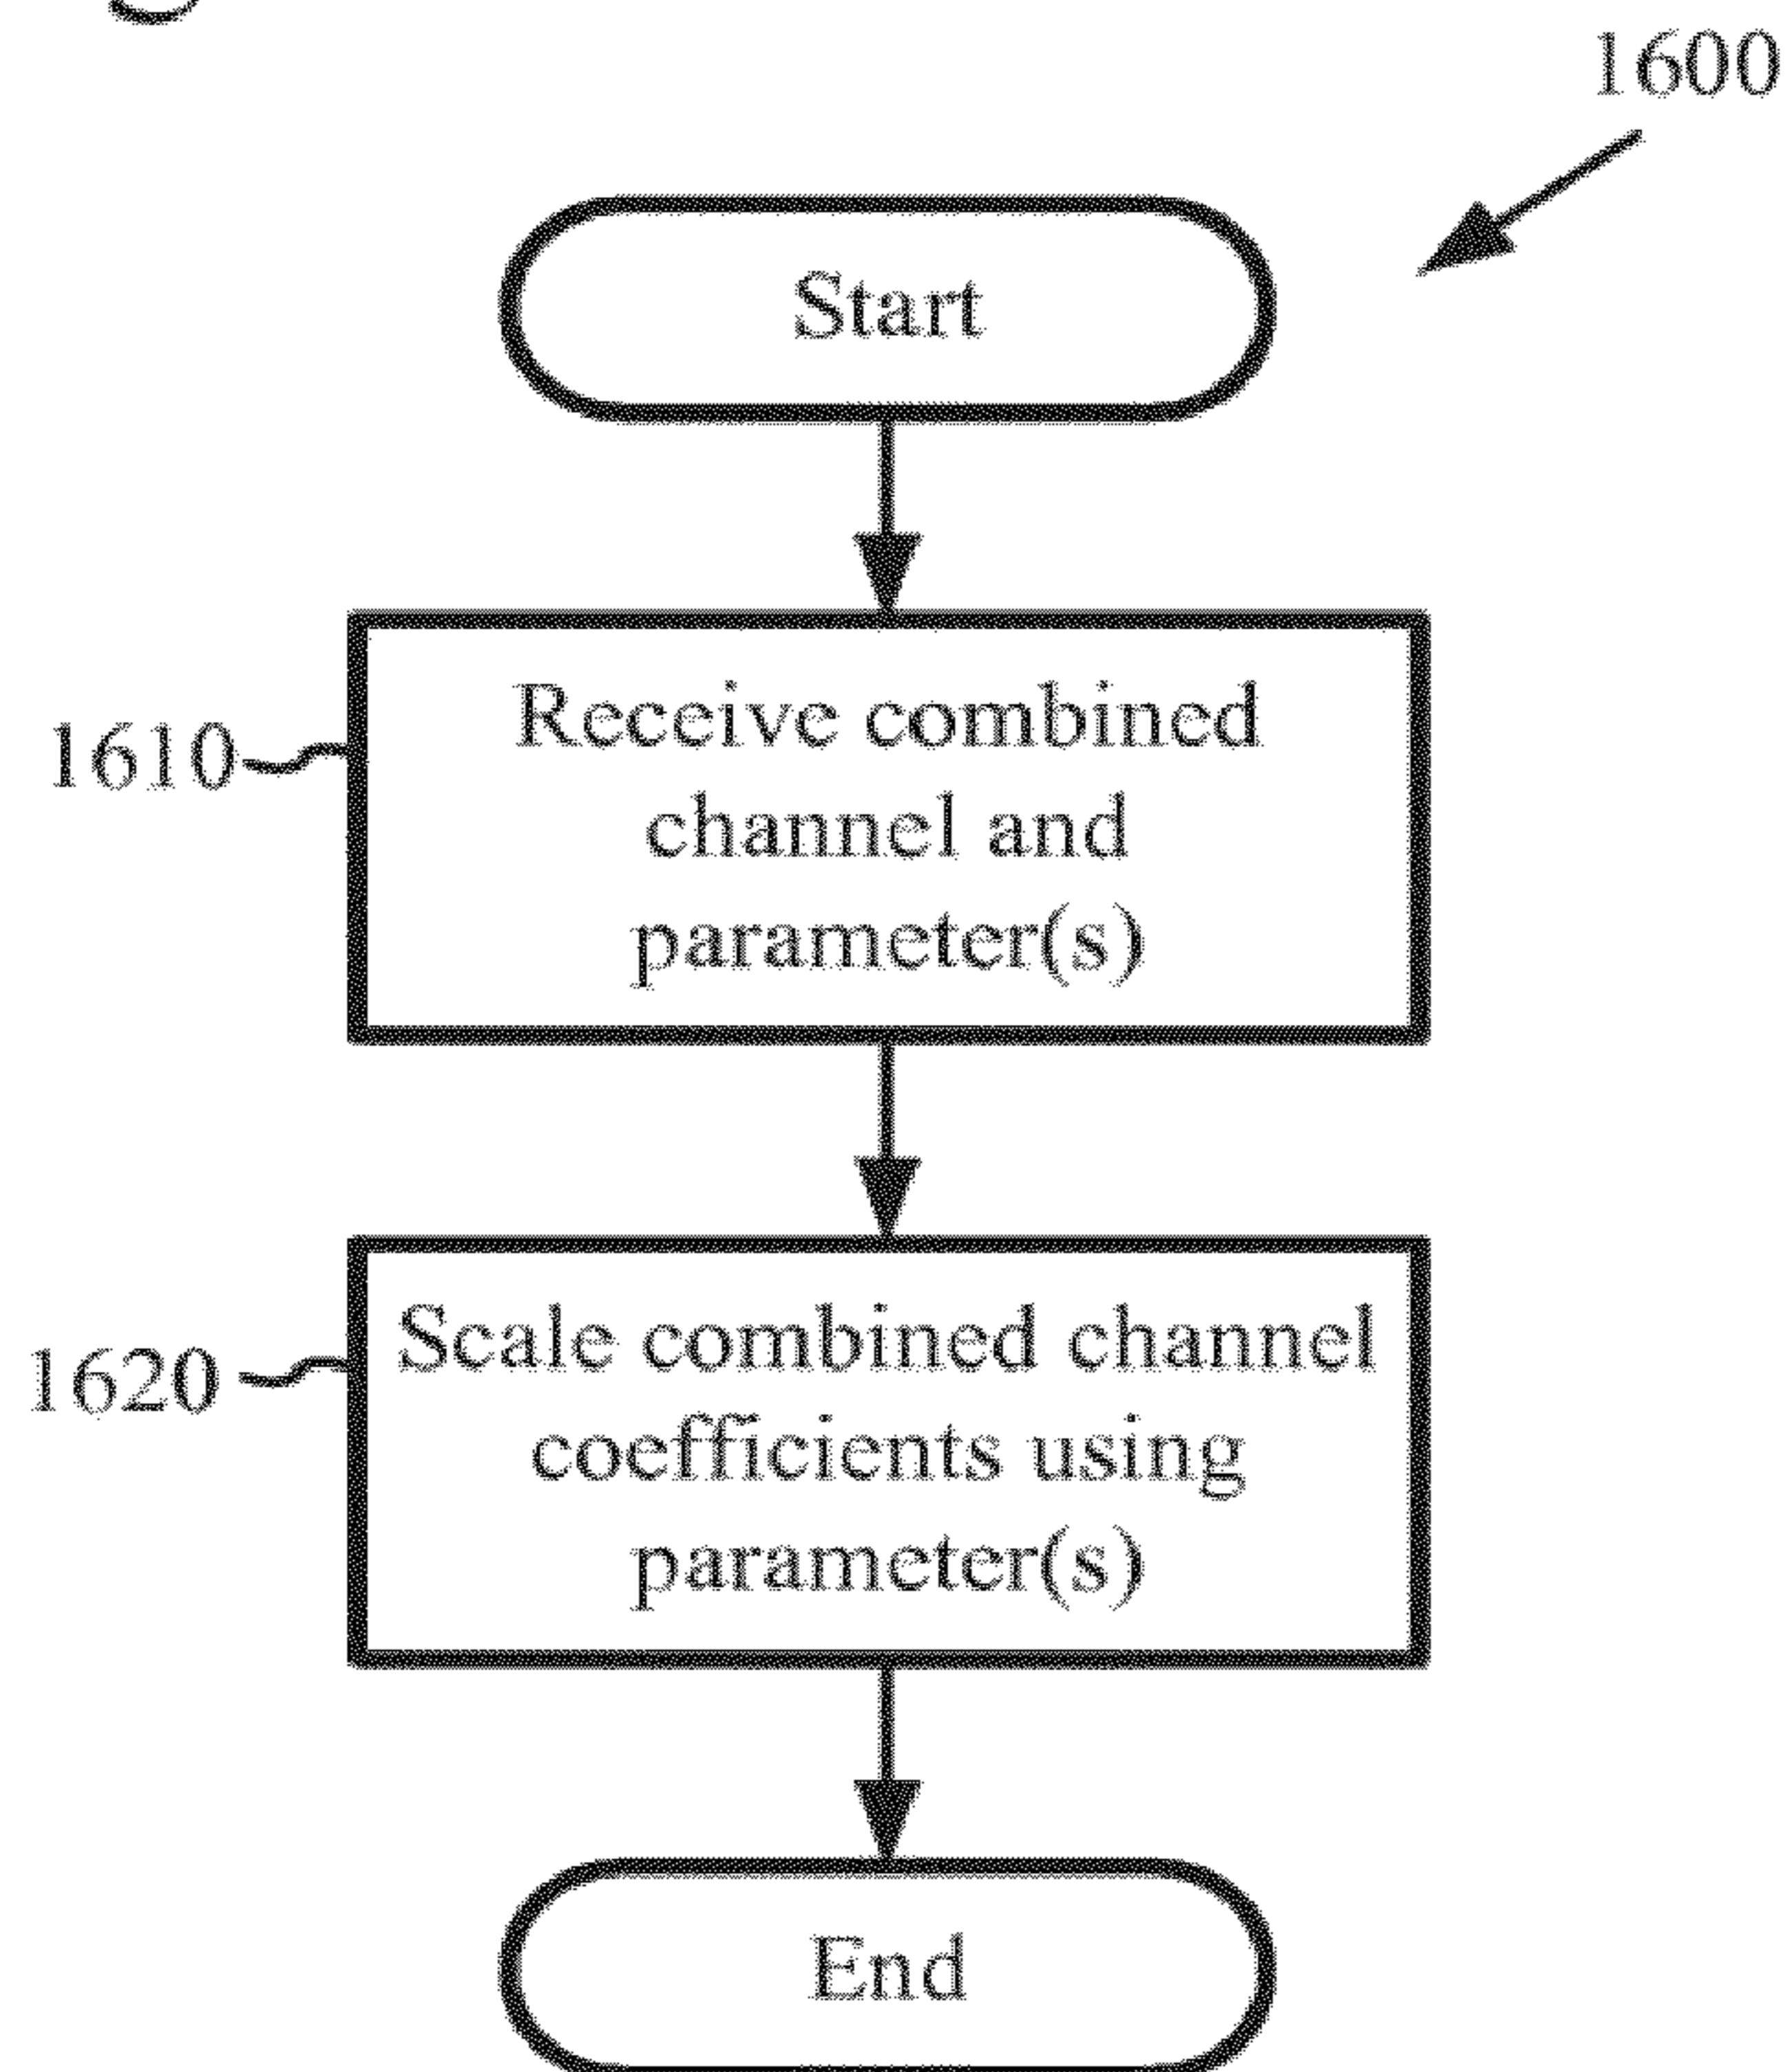 1600
Start
1610
Receive combined
channel and
parameter(s)
1620
Scale combined channel
coefficients using
parameter(s)
End